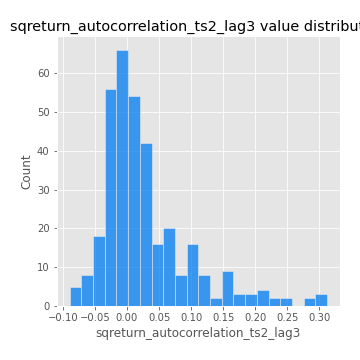 sqreturn_autocorrelation_ts2_lag3 value distribut
60
50
40
30
20
10
0
Count
−0.10 −0.05 0.00 0.05 0.10 0.15 0.20 0.25 0.30
sqreturn_autocorrelation_ts2_lag3